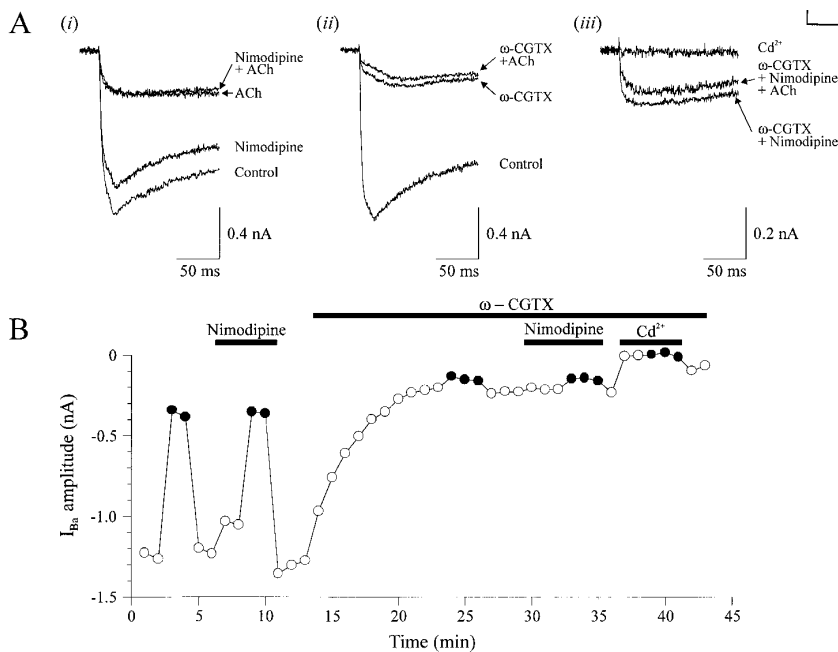 A
(i)
Nimodipine
+ ACh
ACh
Nimodipine
Control
0.4 nA
50 ms
(ii)
ω-CGTX
+ACh
ω-CGTX
Control
0.4 nA
50 ms
(iii)
Cd²⁺
ω-CGTX
+ Nimodipine
+ ACh
ω-CGTX
+ Nimodipine
0.2 nA
50 ms
B
ω – CGTX
Nimodipine
Nimodipine
Cd²⁺
I_Ba amplitude (nA)
0
-0.5
-1.0
-1.5
0 5 10 15 20 25 30 35 40 45
Time (min)